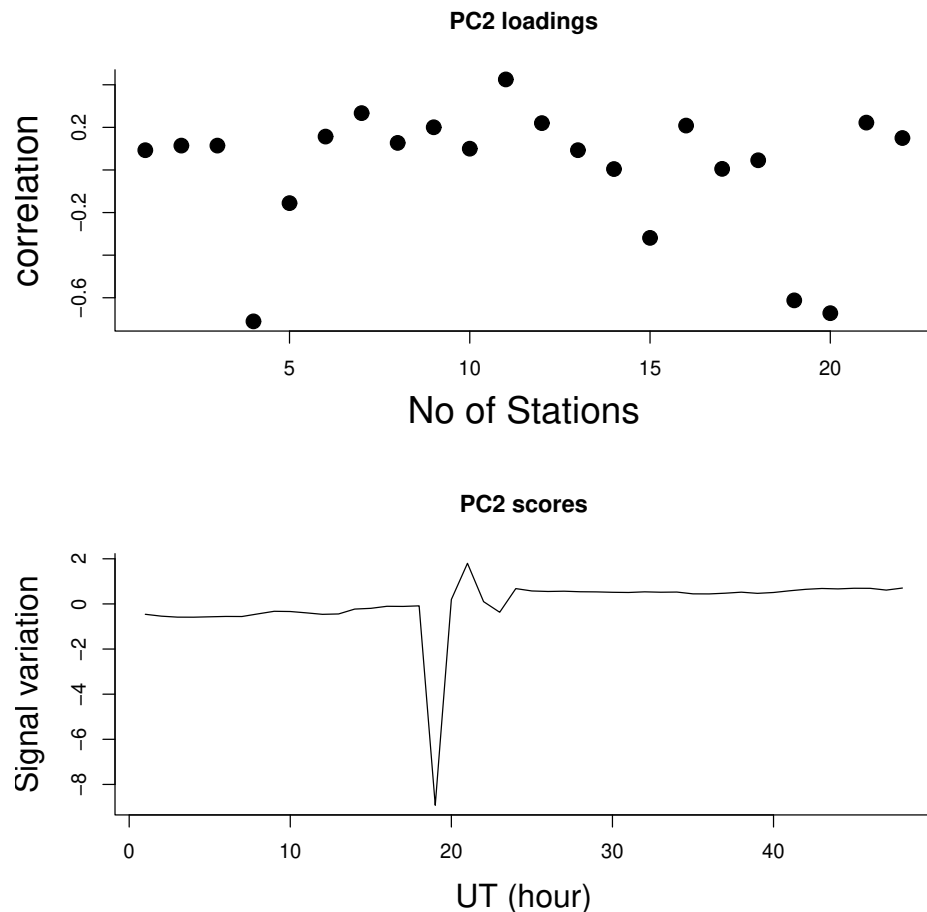 PC2 loadings
correlation
0.2
−0.2
−0.6
5 10 15 20
No of Stations
PC2 scores
Signal variation
2
0
−2
−4
−6
−8
0 10 20 30 40
UT (hour)